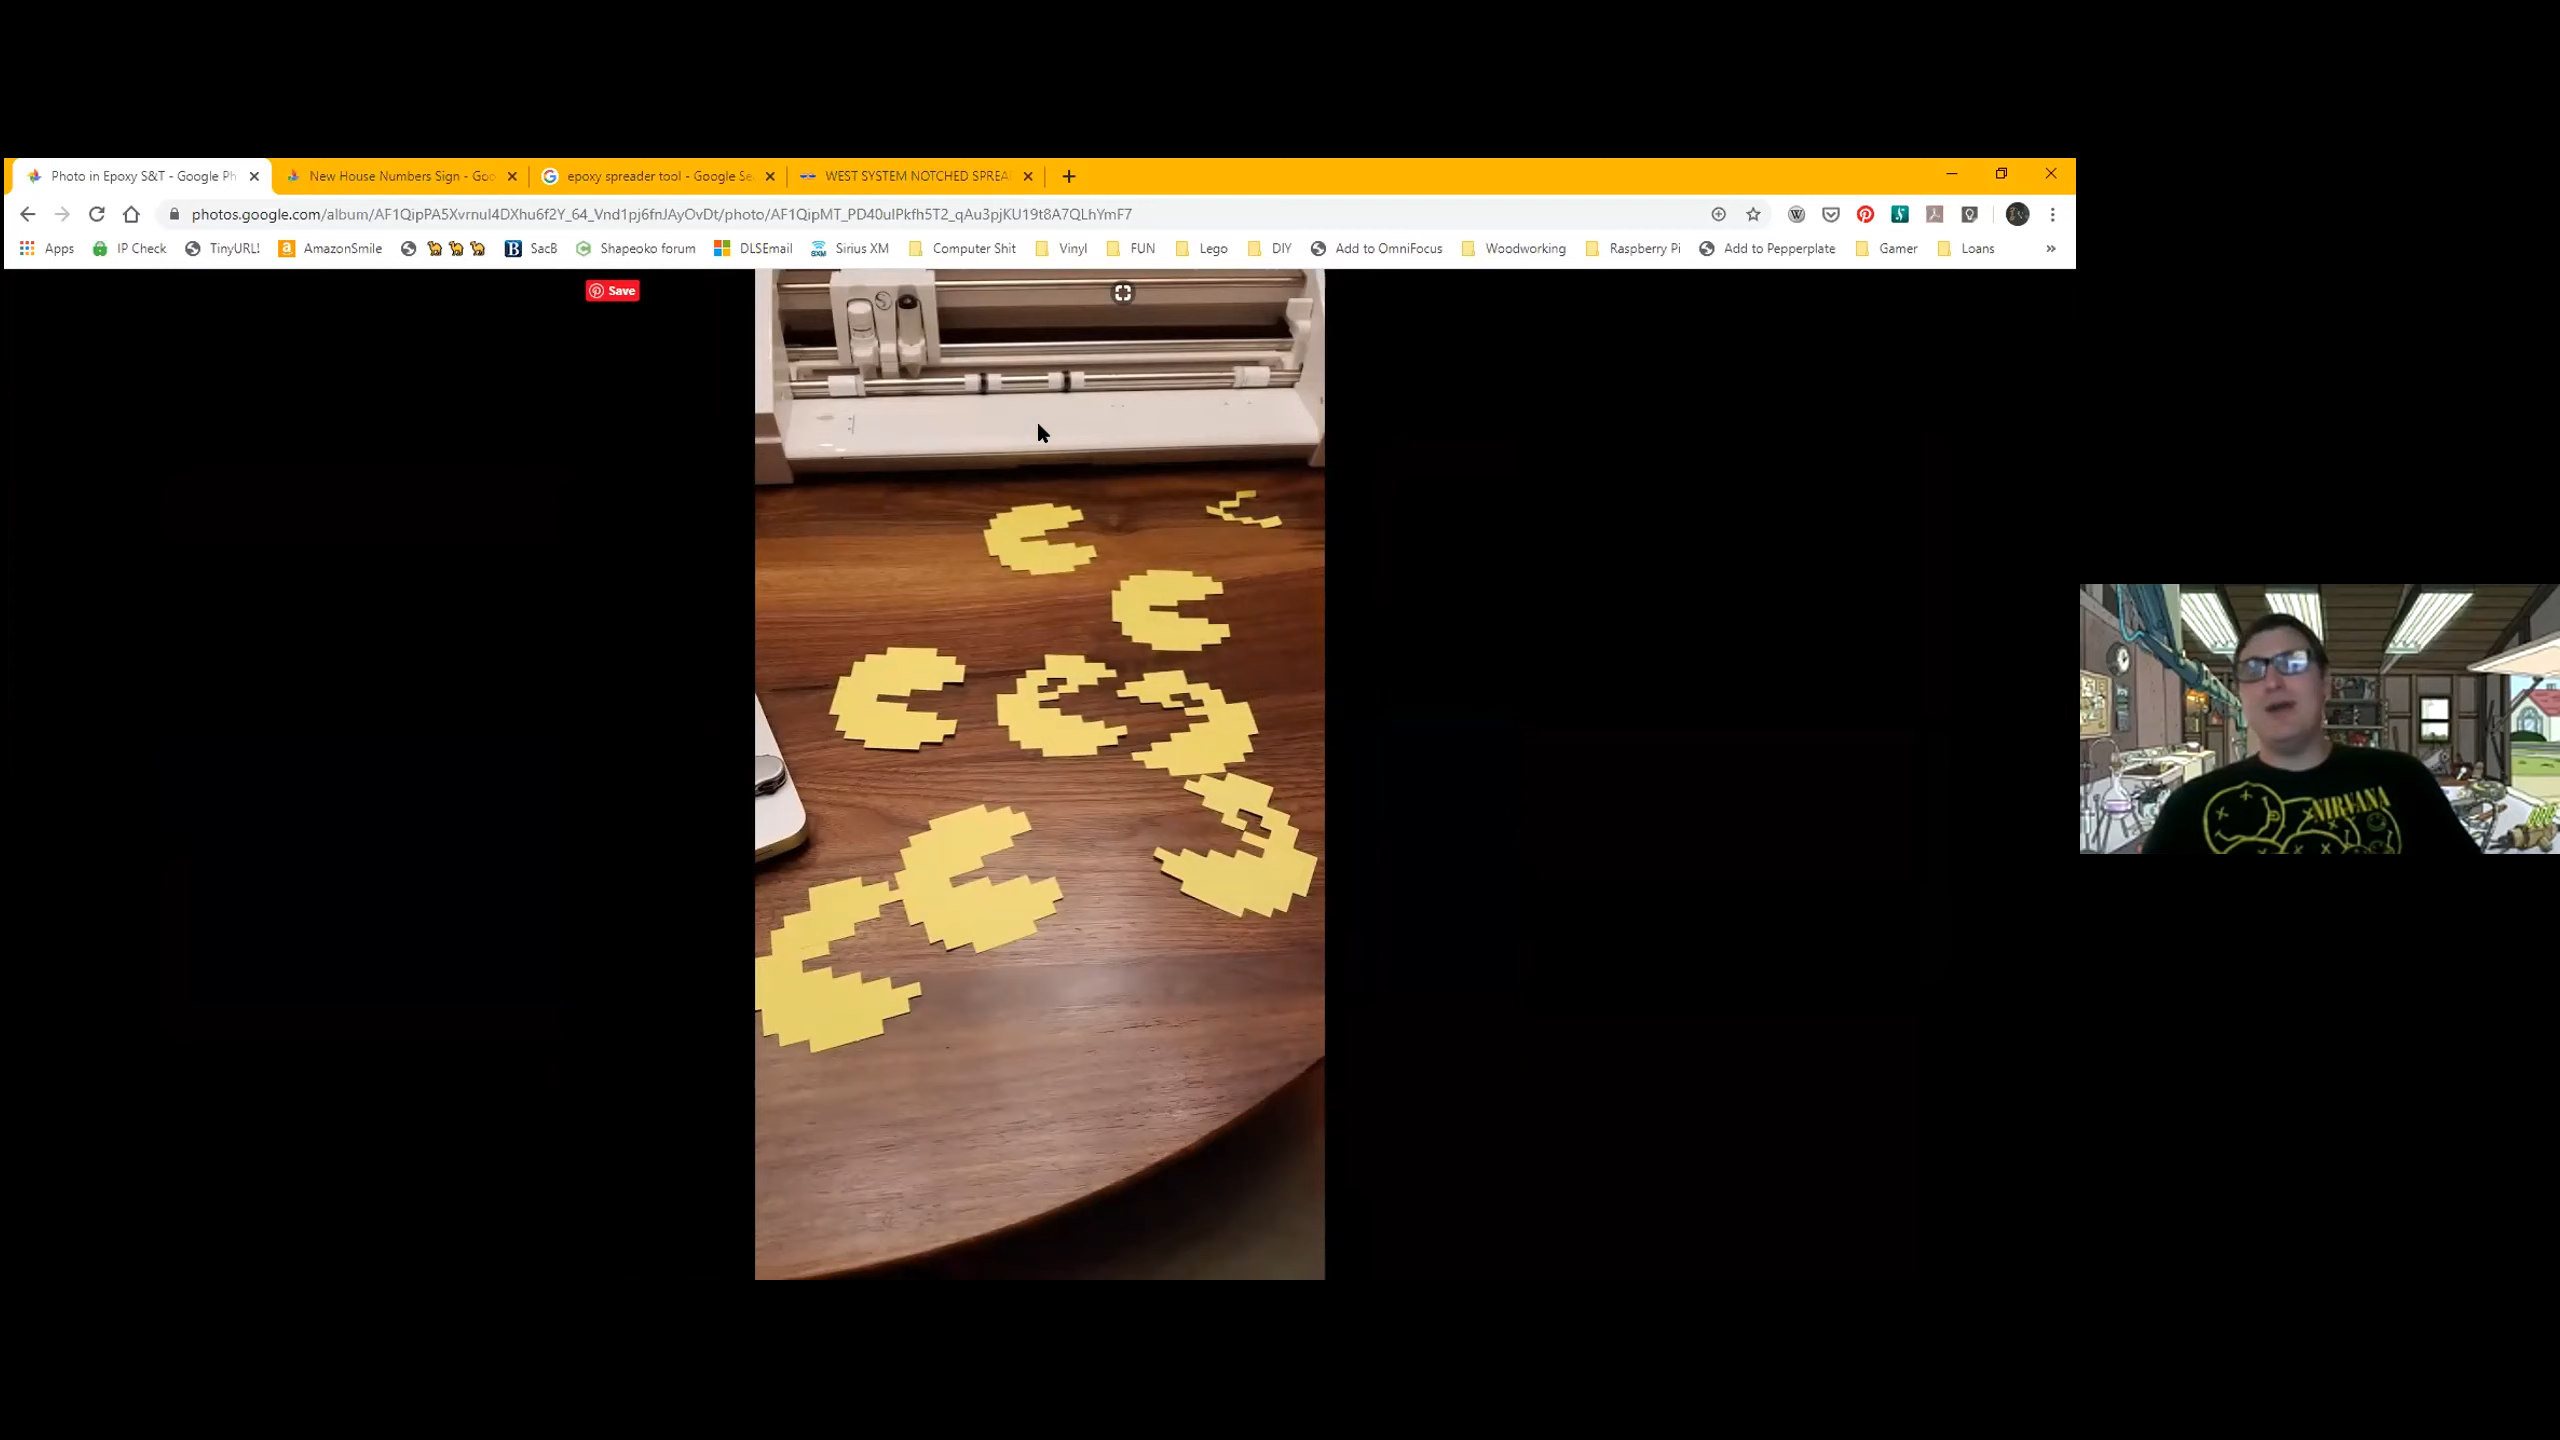 Photo in Epoxy S&T - Google Ph
New House Numbers Sign - Goo
epoxy spreader tool - Google Se
WEST SYSTEM NOTCHED SPREA
photos.google.com/album/AF1QipPA5Xvrnul4DXhu6f2Y_64_Vnd1pj6fnJAyOvDt/photo/AF1QipMT_PD40ulPkfh5T2_qAu3pjKU19t8A7QLhYmF7
Apps IP Check TinyURL! AmazonSmile SacB Shapeoko forum DLSEmail Sirius XM Computer Shit Vinyl FUN Lego DIY Add to OmniFocus Woodworking Raspberry Pi Add to Pepperplate Gamer Loans »
Save
NIRVANA